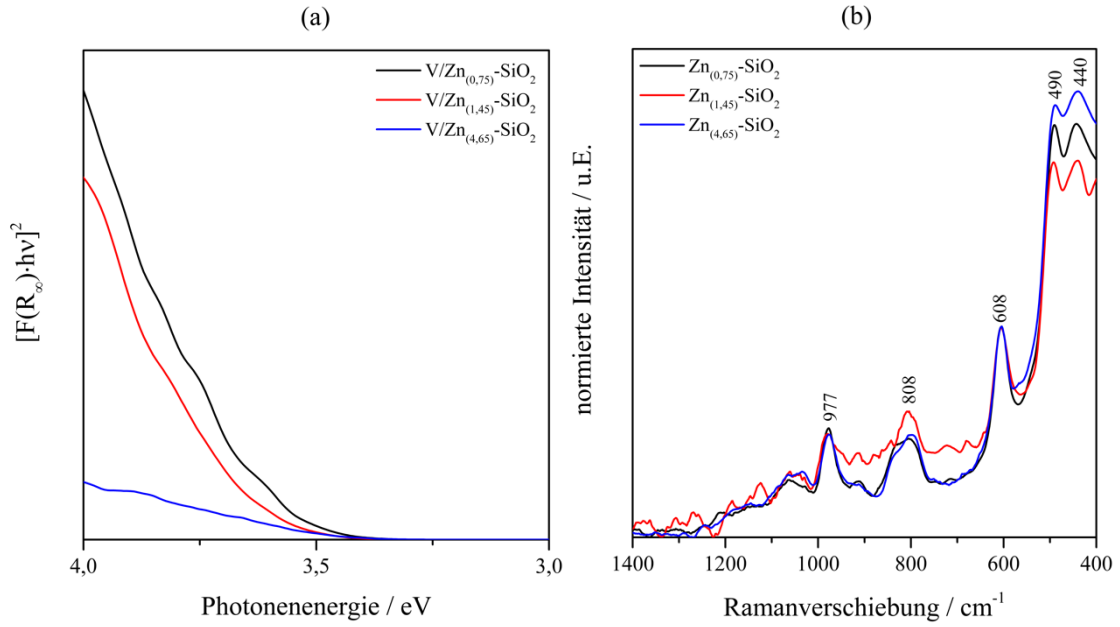 (a)
V/Zn(0,75)-SiO2
V/Zn(1,45)-SiO2
V/Zn(4,65)-SiO2
[F(R∞)·hν]²
4,0
3,5
3,0
Photonenenergie / eV
(b)
Zn(0,75)-SiO2
Zn(1,45)-SiO2
Zn(4,65)-SiO2
490
440
608
808
977
normierte Intensität / u.E.
1400
1200
1000
800
600
400
Ramanverschiebung / cm⁻¹